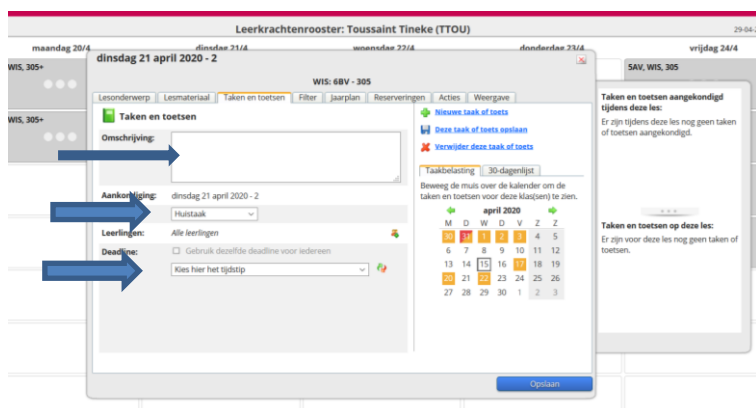 Leerkrachtenrooster: Toussaint Tineke (TTOU)
29-04-2
maandag 20/4
dinsdag 21/4
woensdag 22/4
donderdag 23/4
vrijdag 24/4
WIS, 305+
WIS, 305+
5AV, WIS, 305
dinsdag 21 april 2020 - 2
WIS: 6BV - 305
Lesonderwerp
Lesmateriaal
Taken en toetsen
Filter
Jaarplan
Reserveringen
Acties
Weergave
Taken en toetsen
Omschrijving:
Aankondiging:
dinsdag 21 april 2020 - 2
Huistaak
Leerlingen:
Alle leerlingen
Deadline:
Gebruik dezelfde deadline voor iedereen
Kies hier het tijdstip
Nieuwe taak of toets
Deze taak of toets opslaan
Verwijder deze taak of toets
Taakbelasting
30-dagenlijst
Beweeg de muis over de kalender om de
taken en toetsen voor deze klas(sen) te zien.
april 2020
M D W D V Z Z
30 31 1 2 3 4 5
6 7 8 9 10 11 12
13 14 15 16 17 18 19
20 21 22 23 24 25 26
27 28 29 30 1 2 3
Opslaan
Taken en toetsen aangekondigd
tijdens deze les:
Er zijn tijdens deze les nog geen taken
of toetsen aangekondigd.
Taken en toetsen op deze les:
Er zijn voor deze les nog geen taken of
toetsen.